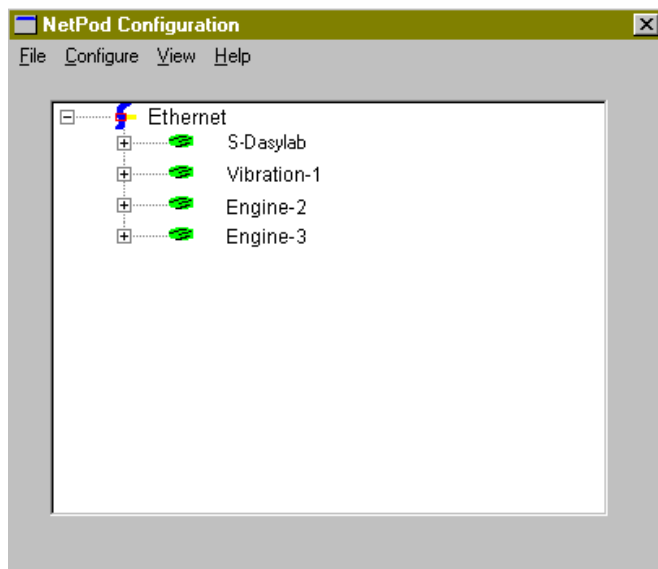 NetPod Configuration
File Configure View Help
Ethernet
S-Dasylab
Vibration-1
Engine-2
Engine-3